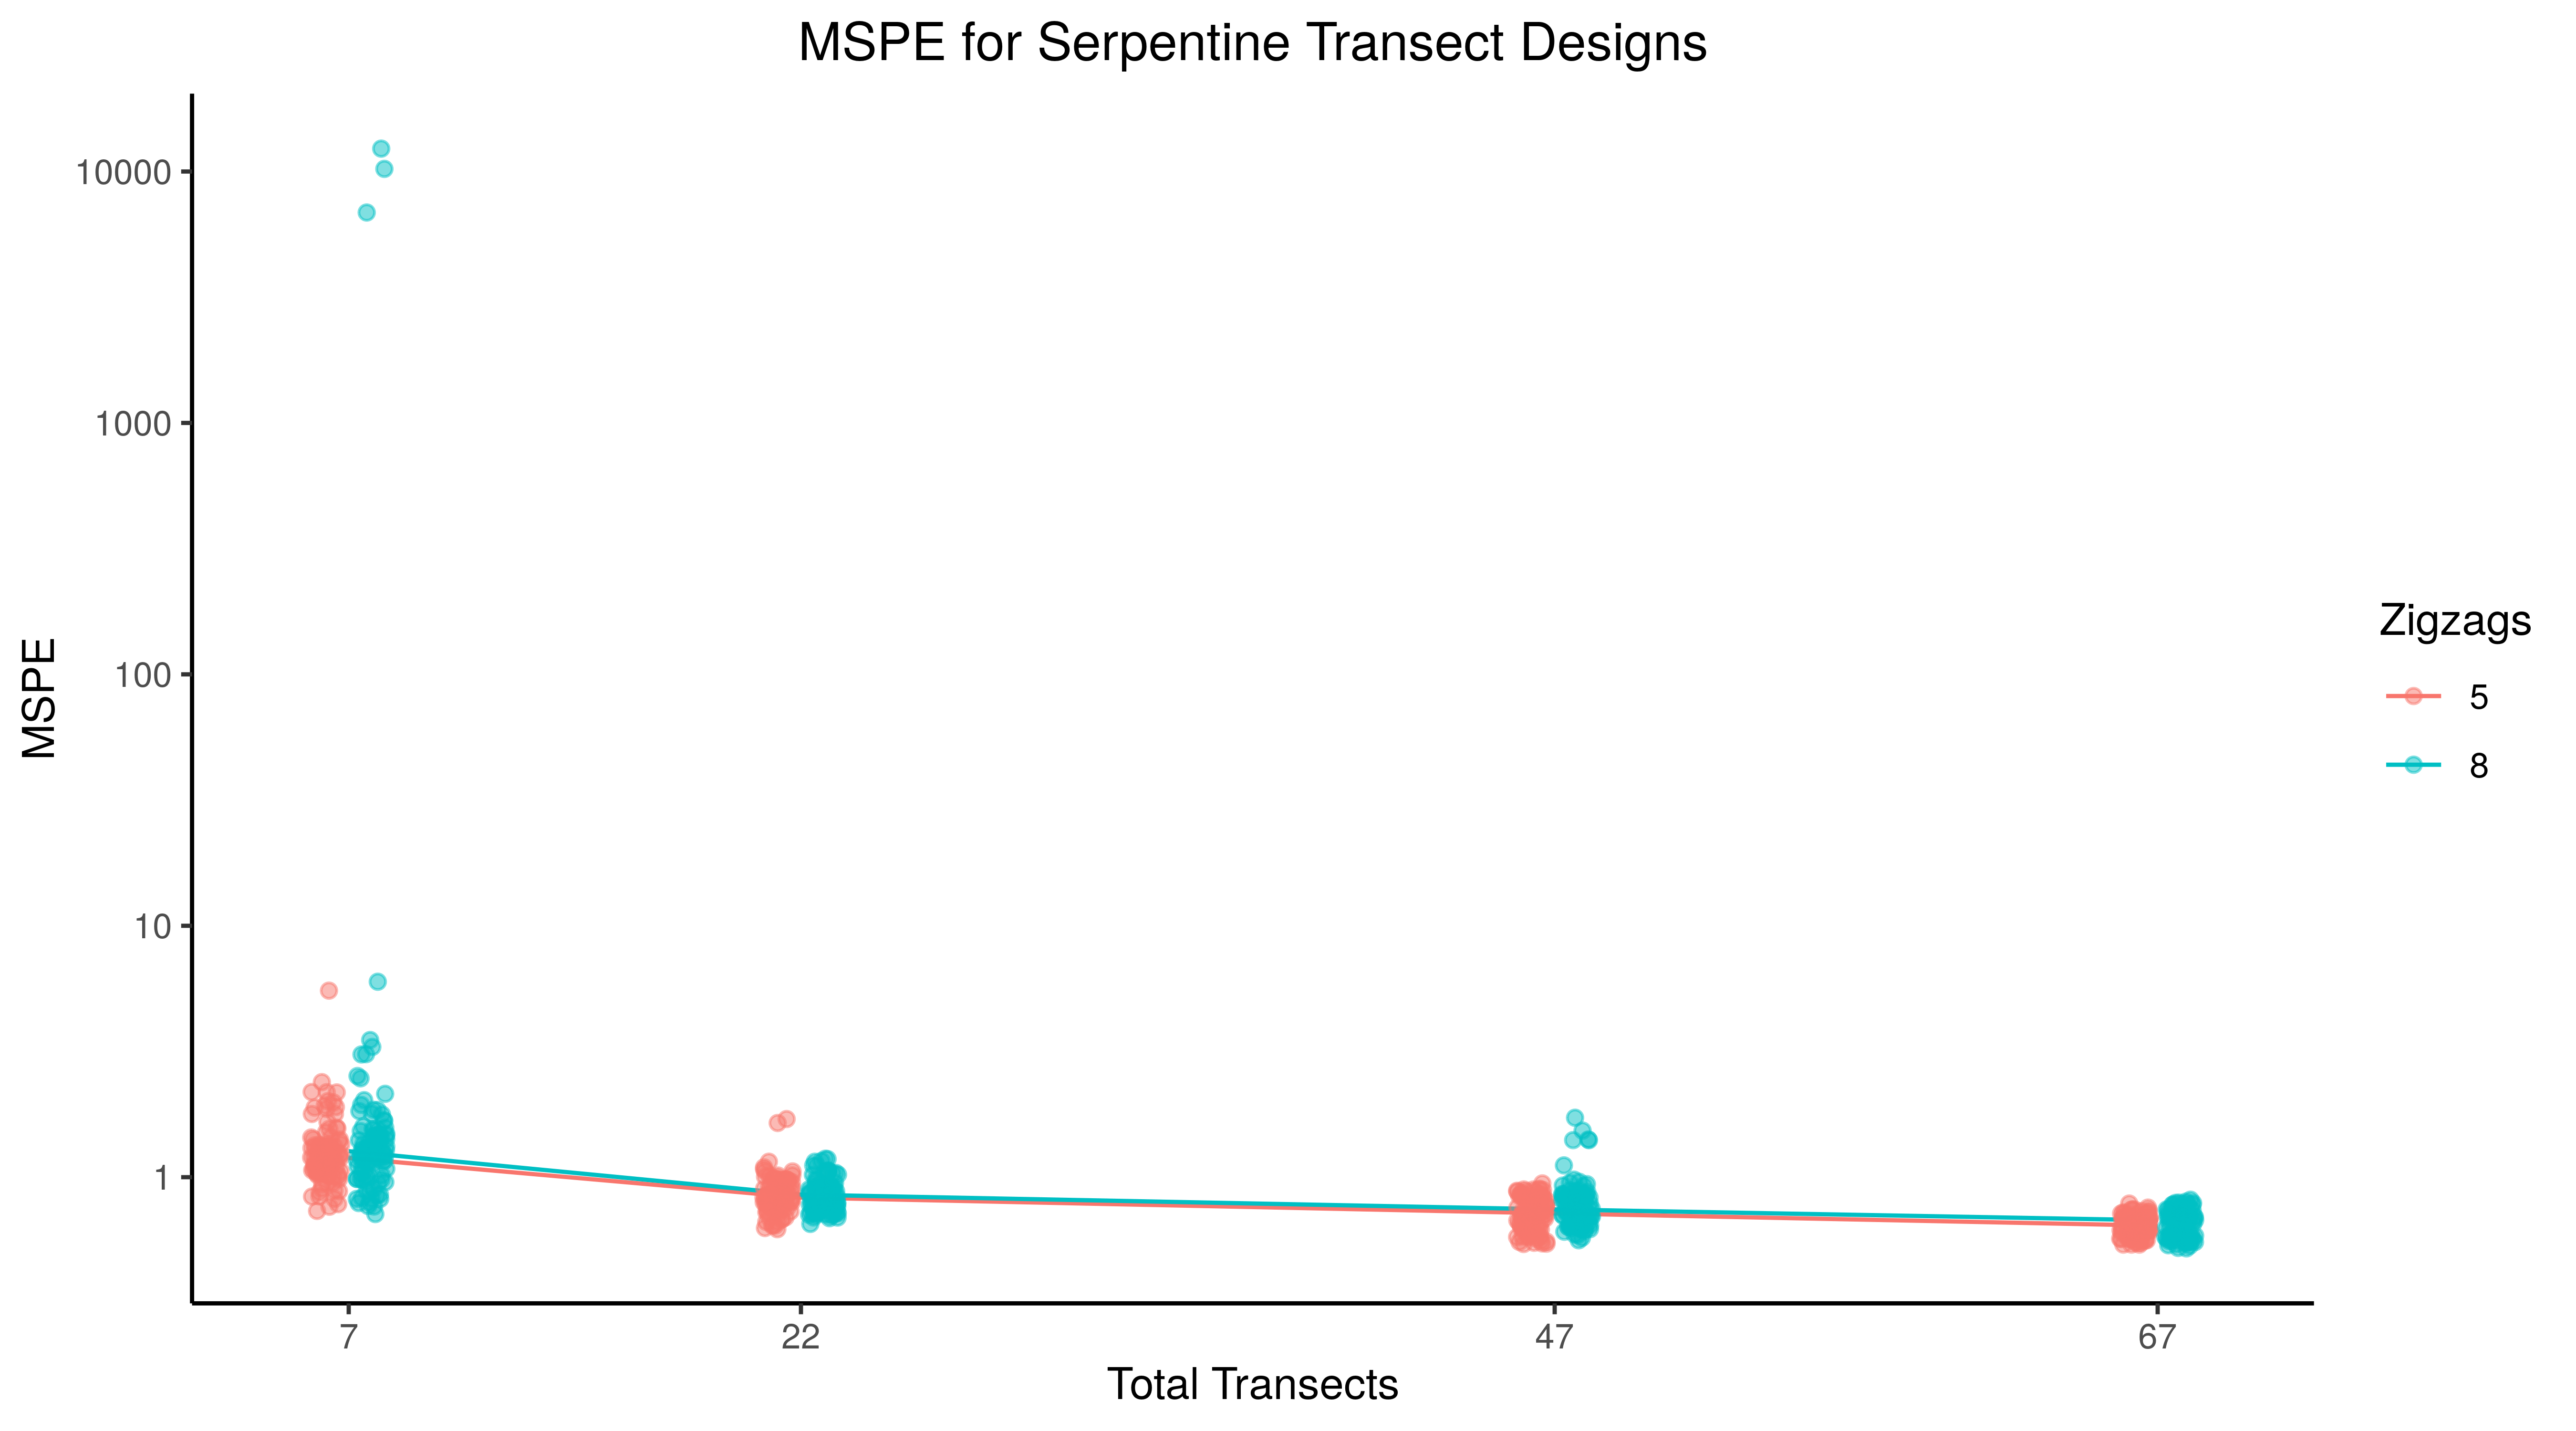 MSPE for Serpentine Transect Designs
MSPE
10000
1000
100
10
1
7 22 47 67
Total Transects
Zigzags
5
8